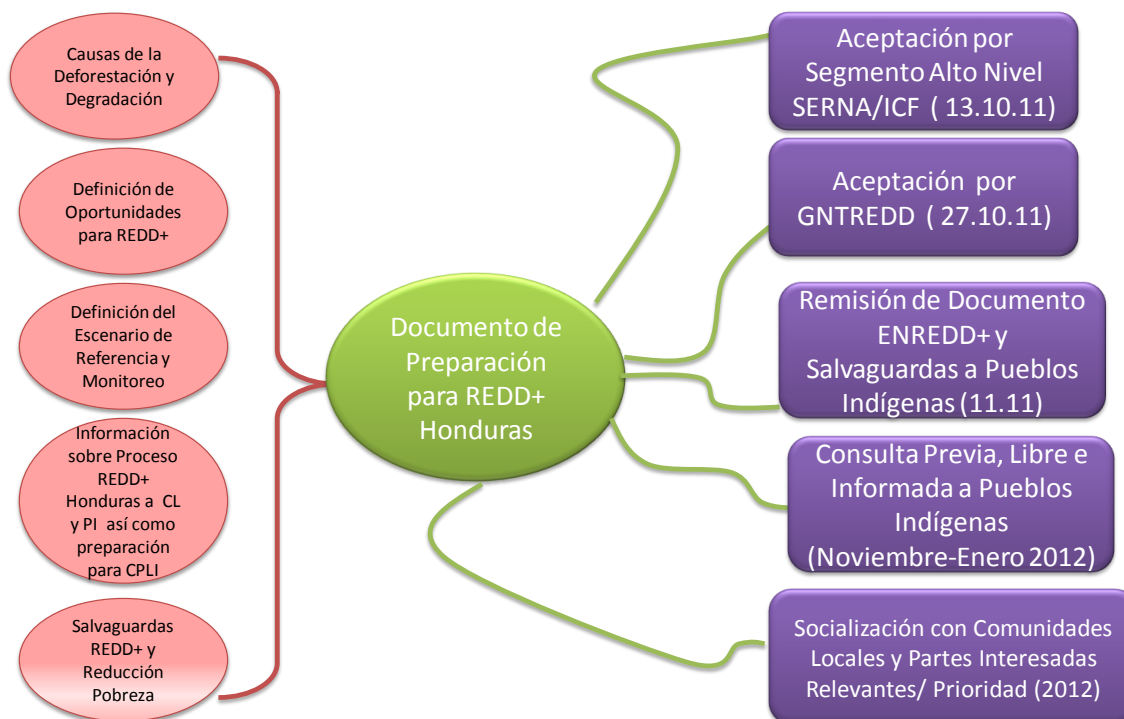 Causas de la
Deforestación y
Degradación
Definición de
Oportunidades
para REDD+
Definición del
Escenario de
Referencia y
Monitoreo
Información
sobre Proceso
REDD+
Honduras a CL
y PI así como
preparación
para CPLI
Salvaguardas
REDD+ y
Reducción
Pobreza
Documento de
Preparación
para REDD+
Honduras
Aceptación por
Segmento Alto Nivel
SERNA/ICF ( 13.10.11)
Aceptación por
GNTREDD ( 27.10.11)
Remisión de Documento
ENREDD+ y
Salvaguardas a Pueblos
Indígenas (11.11)
Consulta Previa, Libre e
Informada a Pueblos
Indígenas
(Noviembre-Enero 2012)
Socialización con Comunidades
Locales y Partes Interesadas
Relevantes/ Prioridad (2012)